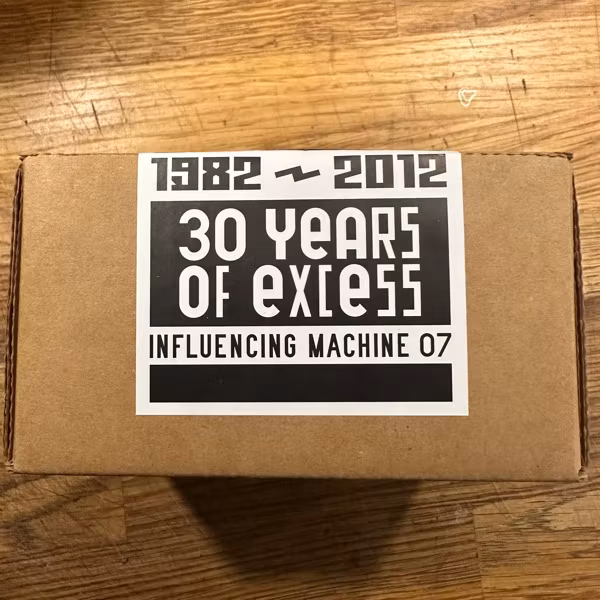 1982 ~ 2012
30 YeARS
OF eXCeSS
INFLUENCING MACHINE 07